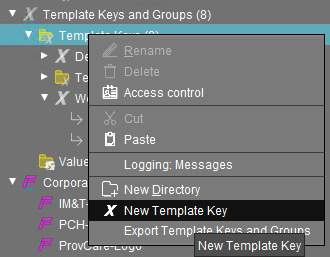 Template Keys and Groups (8)
Template Keys (8)
De
Te
We
Value
Corpora
IM&T-
PCH-
ProvCare-Logo
Rename
Delete
Access control
Cut
Paste
Logging: Messages
New Directory
New Template Key
Export Template Keys and Groups
New Template Key